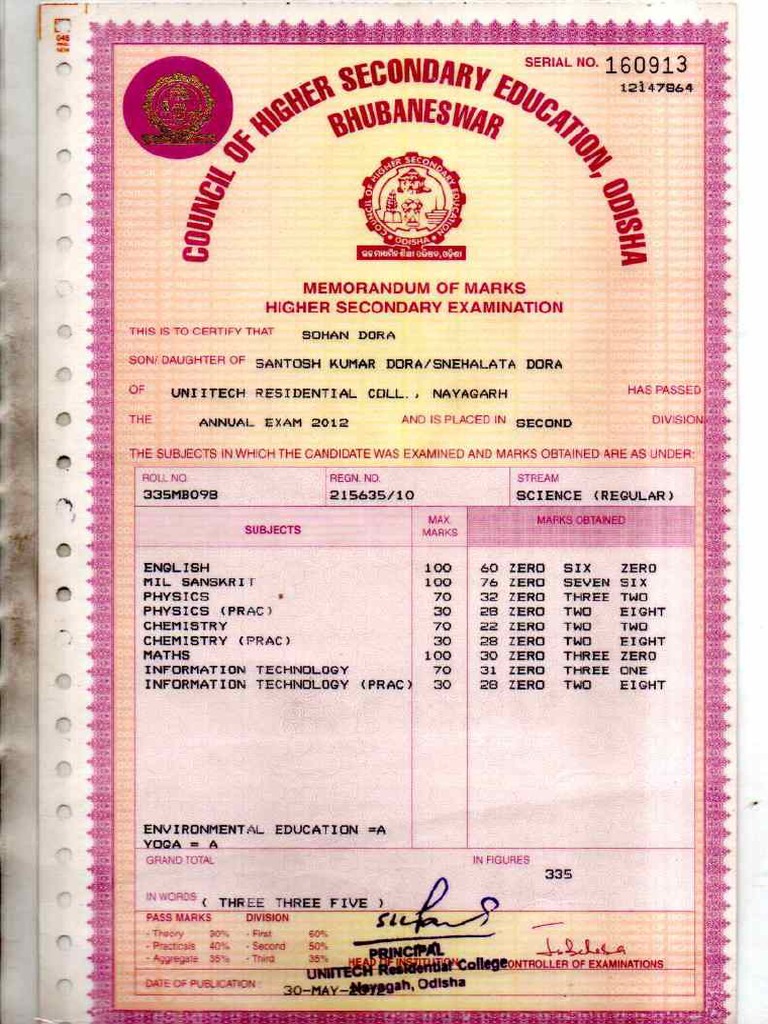 SERIAL NO. 160913
12147864
COUNCIL OF HIGHER SECONDARY EDUCATION, ODISHA
BHUBANESWAR
COUNCIL OF HIGHER SECONDARY EDUCATION
ODISHA
MEMORANDUM OF MARKS
HIGHER SECONDARY EXAMINATION
THIS IS TO CERTIFY THAT SOHAN DORA
SON/DAUGHTER OF SANTOSH KUMAR DORA/SNEHALATA DORA
OF UNIITECH RESIDENTIAL COLL., NAYAGARH HAS PASSED
THE ANNUAL EXAM 2012 AND IS PLACED IN SECOND DIVISION
THE SUBJECTS IN WHICH THE CANDIDATE WAS EXAMINED AND MARKS OBTAINED ARE AS UNDER:
ROLL NO. REGN. NO. STREAM
335MB098 215635/10 SCIENCE (REGULAR)
SUBJECTS MAX. MARKS MARKS OBTAINED
ENGLISH 100 60 ZERO SIX ZERO
MIL SANSKRIT 100 76 ZERO SEVEN SIX
PHYSICS 70 32 ZERO THREE TWO
PHYSICS (PRAC) 30 28 ZERO TWO EIGHT
CHEMISTRY 70 22 ZERO TWO TWO
CHEMISTRY (PRAC) 30 28 ZERO TWO EIGHT
MATHS 100 30 ZERO THREE ZERO
INFORMATION TECHNOLOGY 70 31 ZERO THREE ONE
INFORMATION TECHNOLOGY (PRAC) 30 28 ZERO TWO EIGHT
ENVIRONMENTAL EDUCATION =A
YOGA = A
GRAND TOTAL IN FIGURES 335
IN WORDS ( THREE THREE FIVE )
PASS MARKS DIVISION
- Theory 30% - First 60%
- Practicals 40% - Second 50%
- Aggregate 35% - Third 35%
PRINCIPAL
HEAD OF INSTITUTION CONTROLLER OF EXAMINATIONS
UNIITECH Residential College
Nayagah, Odisha
DATE OF PUBLICATION : 30-MAY-2012